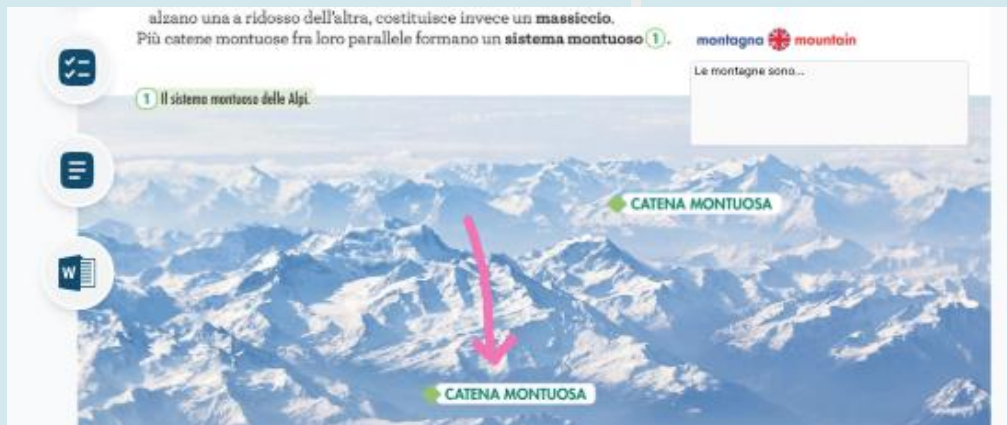 alzano una a ridosso dell'altra, costituisce invece un massiccio.
Più catene montuose fra loro parallele formano un sistema montuoso 1.
montagna mountain
Le montagne sono...
1 Il sistema montuoso delle Alpi.
CATENA MONTUOSA
W
CATENA MONTUOSA